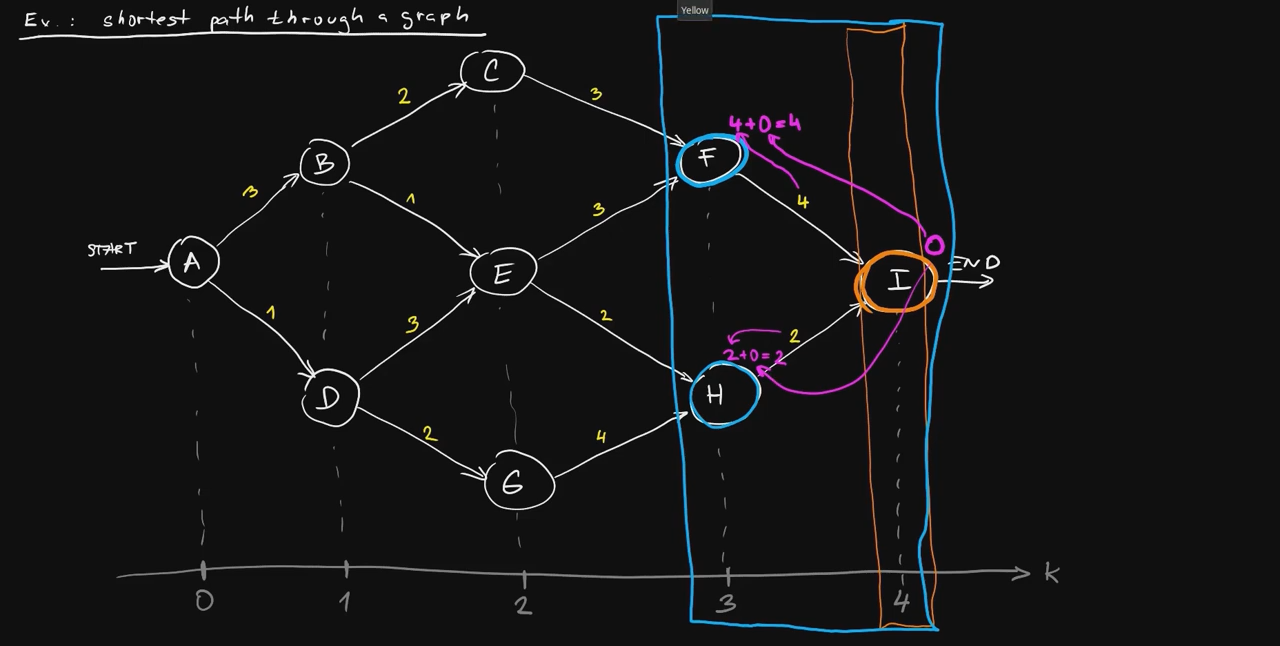 Yellow
Ex.: shortest path through a graph
C
2
3
4+0=4
B
F
3
1
3
4
START
A
E
0
END
I
1
3
2
2
2+0=2
D
H
2
4
G
0
1
2
3
4
K